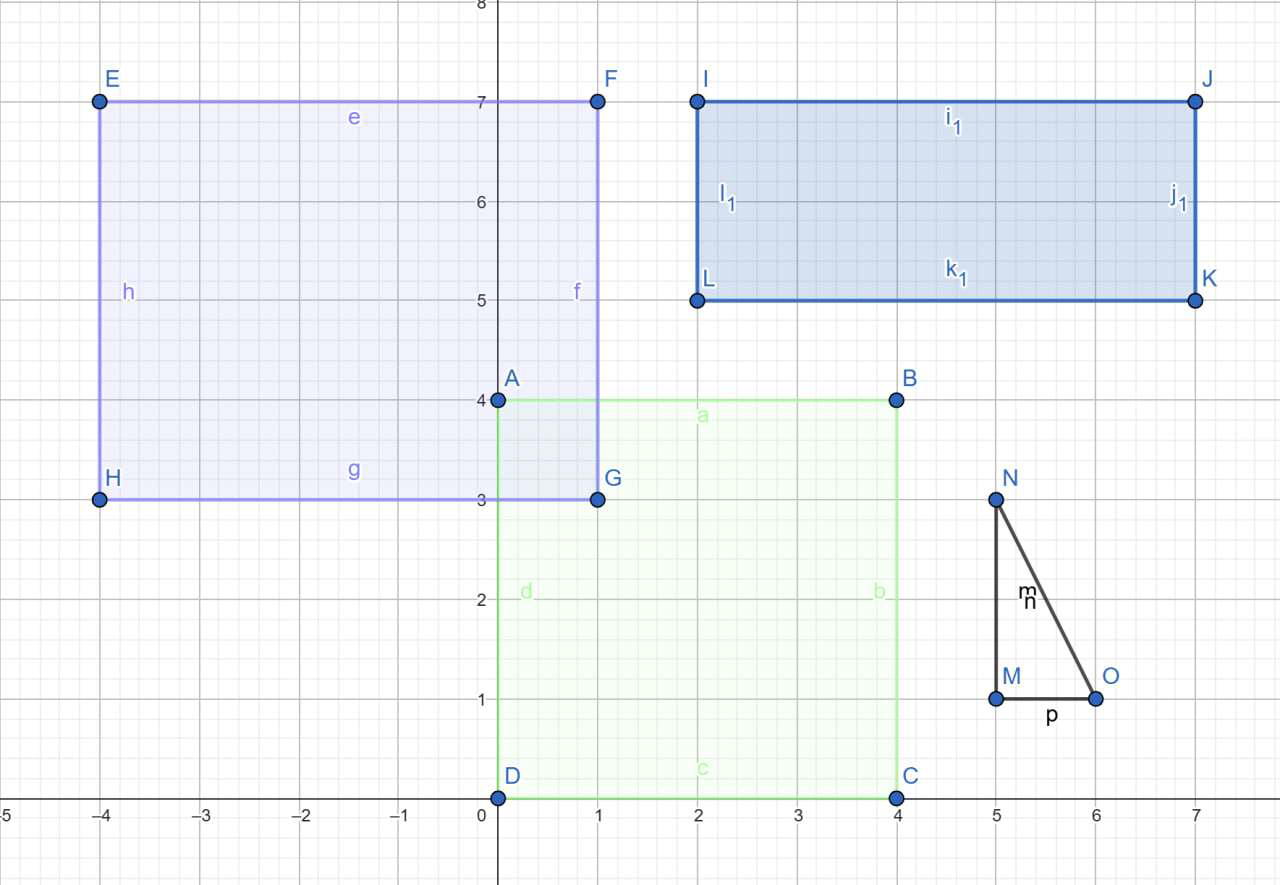 8
E F I J
7
e i₁
6 l₁ j₁
h f 5 L k₁ K
A B
4
a
H g G N
3
d b m
2 n
M O
1
p
c
D C
-5 –4 –3 –2 –1 0 1 2 3 4 5 6 7